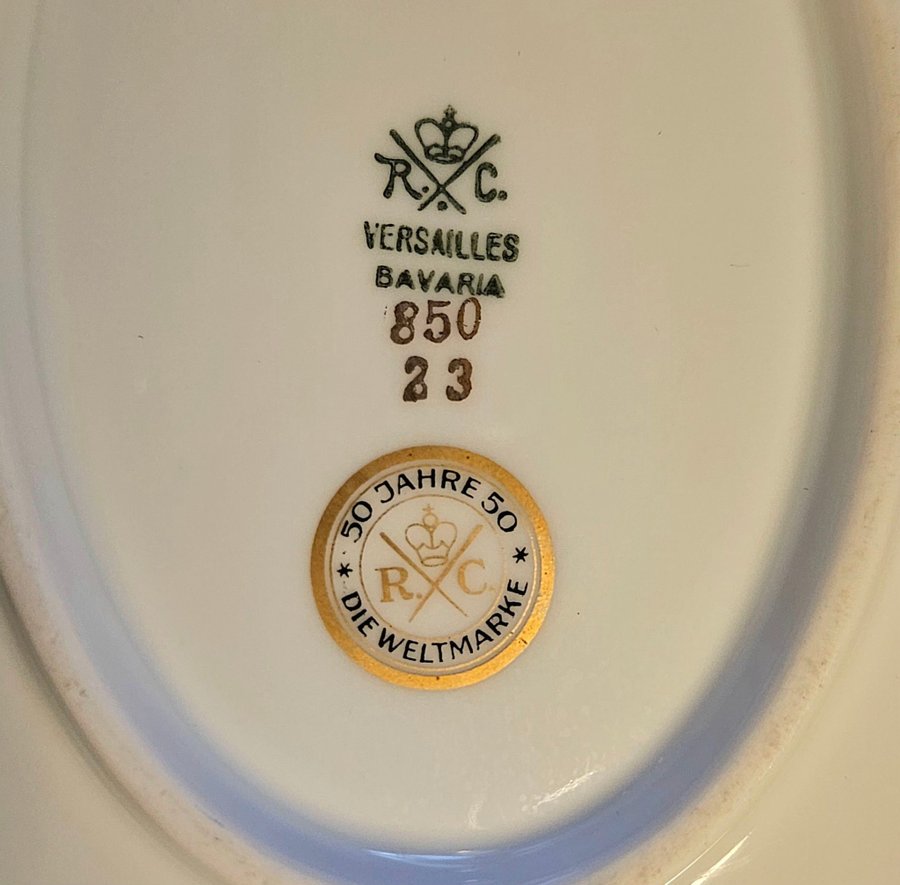 R. C.
VERSAILLES
BAVARIA
850
23
50 JAHRE 50
R. C.
* DIE WELTMARKE *